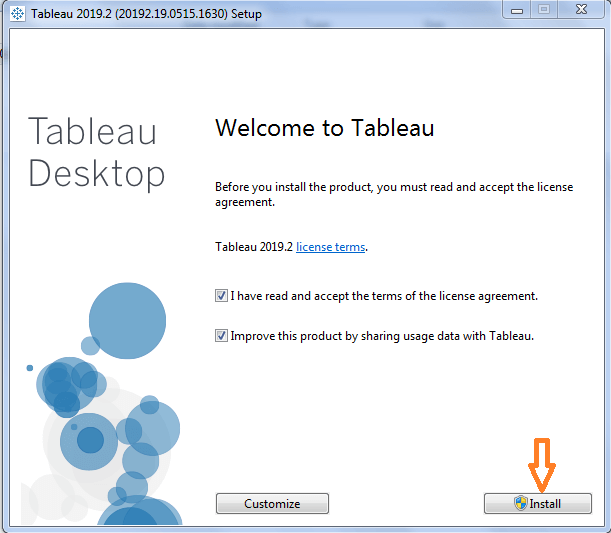 Tableau 2019.2 (20192.19.0515.1630) Setup
Tableau
Desktop
Welcome to Tableau
Before you install the product, you must read and accept the license
agreement.
Tableau 2019.2 license terms.
I have read and accept the terms of the license agreement.
Improve this product by sharing usage data with Tableau.
Customize
Install